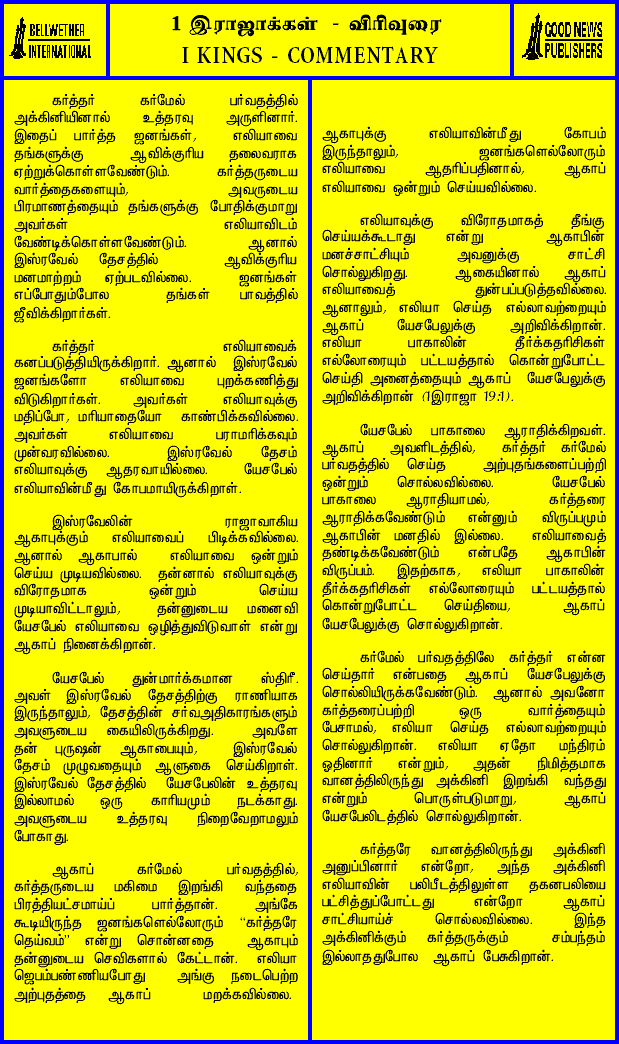 BELLWETHER
INTERNATIONAL
1 இராஜாக்கள் - விரிவுரை
I KINGS - COMMENTARY
GOOD NEWS
PUBLISHERS
கர்த்தர் கர்மேல் பர்வதத்தில்
அக்கினியினால் உத்தரவு அருளினார்.
இதைப் பார்த்த ஜனங்கள், எலியாவை
தங்களுக்கு ஆவிக்குரிய தலைவராக
ஏற்றுக்கொள்ளவேண்டும். கர்த்தருடைய
வார்த்தைகளையும், அவருடைய
பிரமாணத்தையும் தங்களுக்கு போதிக்குமாறு
அவர்கள் எலியாவிடம்
வேண்டிக்கொள்ளவேண்டும். ஆனால்
இஸ்ரவேல் தேசத்தில் ஆவிக்குரிய
மனமாற்றம் ஏற்படவில்லை. ஜனங்கள்
எப்போதும்போல தங்கள் பாவத்தில்
ஜீவிக்கிறார்கள்.
கர்த்தர் எலியாவைக்
கனப்படுத்தியிருக்கிறார். ஆனால் இஸ்ரவேல்
ஜனங்களோ எலியாவை புறக்கணித்து
விடுகிறார்கள். அவர்கள் எலியாவுக்கு
மதிப்போ, மரியாதையோ காண்பிக்கவில்லை.
அவர்கள் எலியாவை பராமரிக்கவும்
முன்வரவில்லை. இஸ்ரவேல் தேசம்
எலியாவுக்கு ஆதரவாயில்லை. யேசபேல்
எலியாவின்மீது கோபமாயிருக்கிறாள்.
இஸ்ரவேலின் ராஜாவாகிய
ஆகாபுக்கும் எலியாவைப் பிடிக்கவில்லை.
ஆனால் ஆகாபால் எலியாவை ஒன்றும்
செய்ய முடியவில்லை. தன்னால் எலியாவுக்கு
விரோதமாக ஒன்றும் செய்ய
முடியாவிட்டாலும், தன்னுடைய மனைவி
யேசபேல் எலியாவை ஒழித்துவிடுவாள் என்று
ஆகாப் நினைக்கிறான்.
யேசபேல் துன்மார்க்கமான ஸ்திரீ.
அவள் இஸ்ரவேல் தேசத்திற்கு ராணியாக
இருந்தாலும், தேசத்தின் சர்வஅதிகாரங்களும்
அவளுடைய கையிலிருக்கிறது. அவளே
தன் புருஷன் ஆகாபையும், இஸ்ரவேல்
தேசம் முழுவதையும் ஆளுகை செய்கிறாள்.
இஸ்ரவேல் தேசத்தில் யேசபேலின் உத்தரவு
இல்லாமல் ஒரு காரியமும் நடக்காது.
அவளுடைய உத்தரவு நிறைவேறாமலும்
போகாது.
ஆகாப் கர்மேல் பர்வதத்தில்,
கர்த்தருடைய மகிமை இறங்கி வந்ததை
பிரத்தியட்சமாய்ப் பார்த்தான். அங்கே
கூடியிருந்த ஜனங்களெல்லோரும் "கர்த்தரே
தெய்வம்" என்று சொன்னதை ஆகாபும்
தன்னுடைய செவிகளால் கேட்டான். எலியா
ஜெபம்பண்ணியபோது அங்கு நடைபெற்ற
அற்புதத்தை ஆகாப் மறக்கவில்லை.
ஆகாபுக்கு எலியாவின்மீது கோபம்
இருந்தாலும், ஜனங்களெல்லோரும்
எலியாவை ஆதரிப்பதினால், ஆகாப்
எலியாவை ஒன்றும் செய்யவில்லை.
எலியாவுக்கு விரோதமாகத் தீங்கு
செய்யக்கூடாது என்று ஆகாபின்
மனச்சாட்சியும் அவனுக்கு சாட்சி
சொல்லுகிறது. ஆகையினால் ஆகாப்
எலியாவைத் துன்பப்படுத்தவில்லை.
ஆனாலும், எலியா செய்த எல்லாவற்றையும்
ஆகாப் யேசபேலுக்கு அறிவிக்கிறான்.
எலியா பாகாலின் தீர்க்கதரிசிகள்
எல்லோரையும் பட்டயத்தால் கொன்றுபோட்ட
செய்தி அனைத்தையும் ஆகாப் யேசபேலுக்கு
அறிவிக்கிறான் (1இராஜா 19:1).
யேசபேல் பாகாலை ஆராதிக்கிறவள்.
ஆகாப் அவளிடத்தில், கர்த்தர் கர்மேல்
பர்வதத்தில் செய்த அற்புதங்களைப்பற்றி
ஒன்றும் சொல்லவில்லை. யேசபேல்
பாகாலை ஆராதியாமல், கர்த்தரை
ஆராதிக்கவேண்டும் என்னும் விருப்பமும்
ஆகாபின் மனதில் இல்லை. எலியாவைத்
தண்டிக்கவேண்டும் என்பதே ஆகாபின்
விருப்பம். இதற்காக, எலியா பாகாலின்
தீர்க்கதரிசிகள் எல்லோரையும் பட்டயத்தால்
கொன்றுபோட்ட செய்தியை, ஆகாப்
யேசபேலுக்கு சொல்லுகிறான்.
கர்மேல் பர்வதத்திலே கர்த்தர் என்ன
செய்தார் என்பதை ஆகாப் யேசபேலுக்கு
சொல்லியிருக்கவேண்டும். ஆனால் அவனோ
கர்த்தரைப்பற்றி ஒரு வார்த்தையும்
பேசாமல், எலியா செய்த எல்லாவற்றையும்
சொல்லுகிறான். எலியா ஏதோ மந்திரம்
ஓதினார் என்றும், அதன் நிமித்தமாக
வானத்திலிருந்து அக்கினி இறங்கி வந்தது
என்றும் பொருள்படுமாறு, ஆகாப்
யேசபேலிடத்தில் சொல்லுகிறான்.
கர்த்தரே வானத்திலிருந்து அக்கினி
அனுப்பினார் என்றோ, அந்த அக்கினி
எலியாவின் பலிபீடத்திலுள்ள தகனபலியை
பட்சித்துப்போட்டது என்றோ ஆகாப்
சாட்சியாய்ச் சொல்லவில்லை. இந்த
அக்கினிக்கும் கர்த்தருக்கும் சம்பந்தம்
இல்லாததுபோல ஆகாப் பேசுகிறான்.